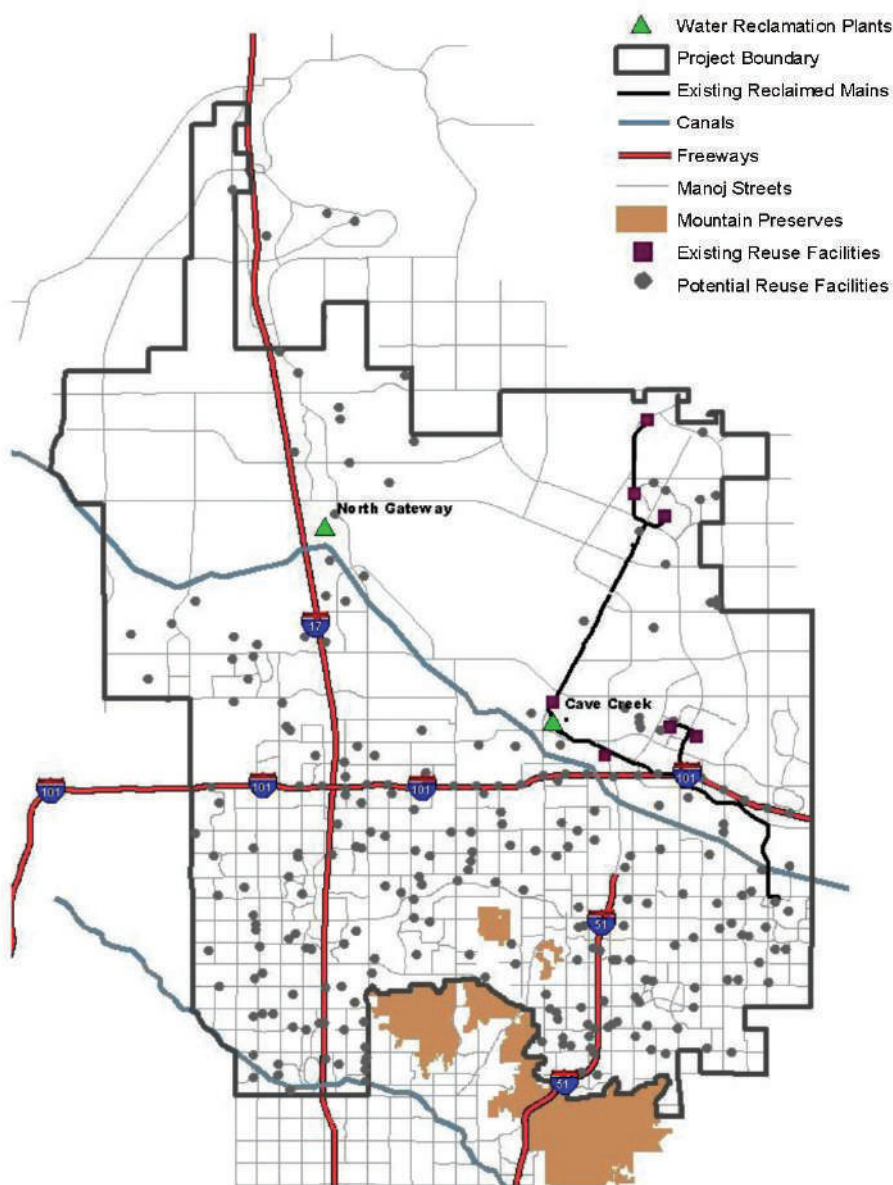 Water Reclamation Plants
Project Boundary
Existing Reclaimed Mains
Canals
Freeways
Manoj Streets
Mountain Preserves
Existing Reuse Facilities
Potential Reuse Facilities
North Gateway
17
Cave Creek
101
101
101
101
51
51